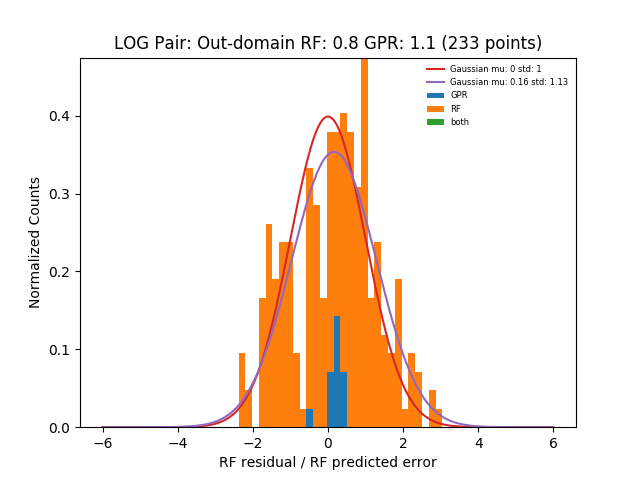 LOG Pair: Out-domain RF: 0.8 GPR: 1.1 (233 points)
Gaussian mu: 0 std: 1
Gaussian mu: 0.16 std: 1.13
GPR
RF
both
Normalized Counts
0.4
0.3
0.2
0.1
0.0
−6 −4 −2 0 2 4 6
RF residual / RF predicted error